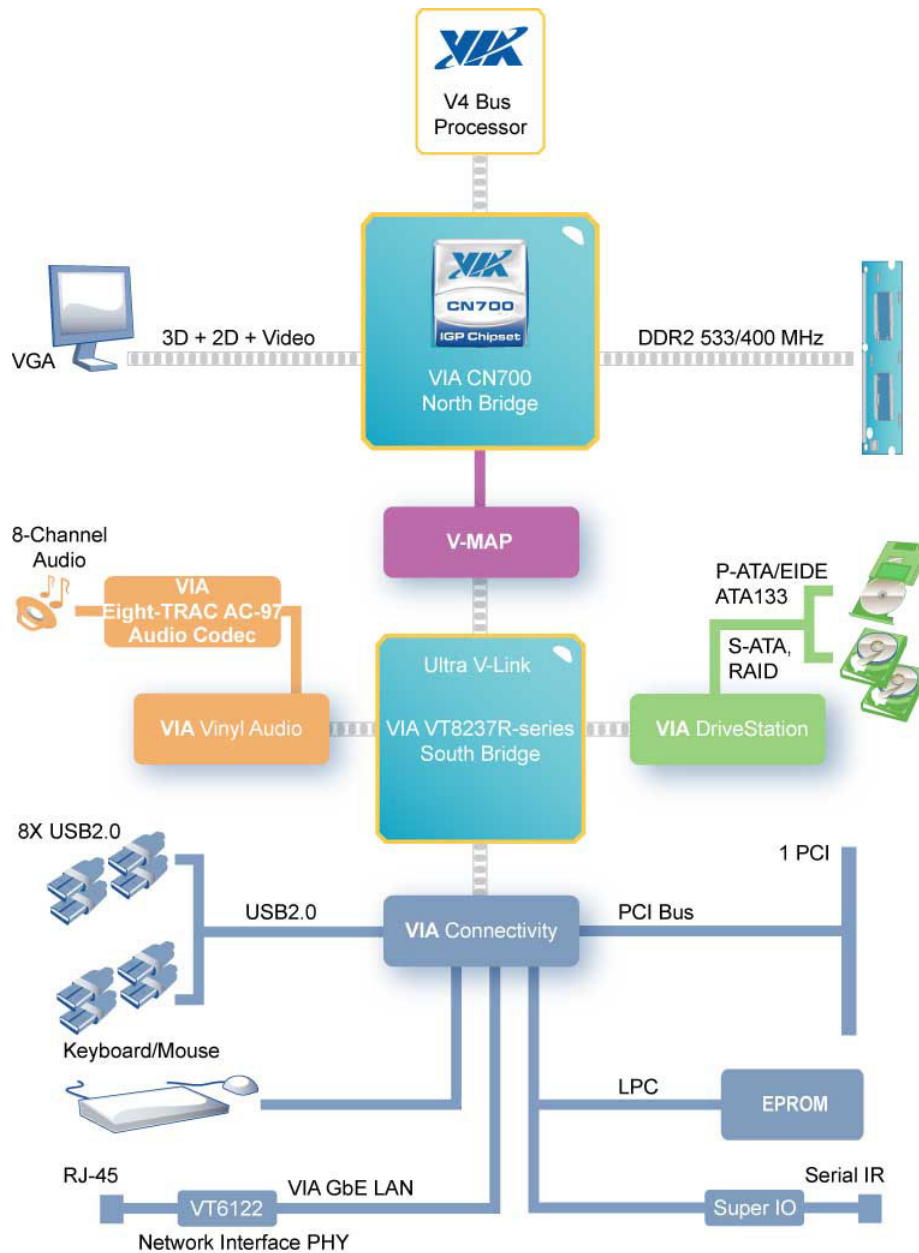 VIA
V4 Bus
Processor
VIA
CN700
IGP Chipset
VIA CN700
North Bridge
VGA
3D + 2D + Video
DDR2 533/400 MHz
V-MAP
8-Channel
Audio
VIA
Eight-TRAC AC-97
Audio Codec
P-ATA/EIDE
ATA133
S-ATA,
RAID
Ultra V-Link
VIA VT8237R-series
South Bridge
VIA Vinyl Audio
VIA DriveStation
8X USB2.0
1 PCI
USB2.0
VIA Connectivity
PCI Bus
Keyboard/Mouse
LPC
EPROM
RJ-45
VIA GbE LAN
VT6122
Network Interface PHY
Serial IR
Super IO